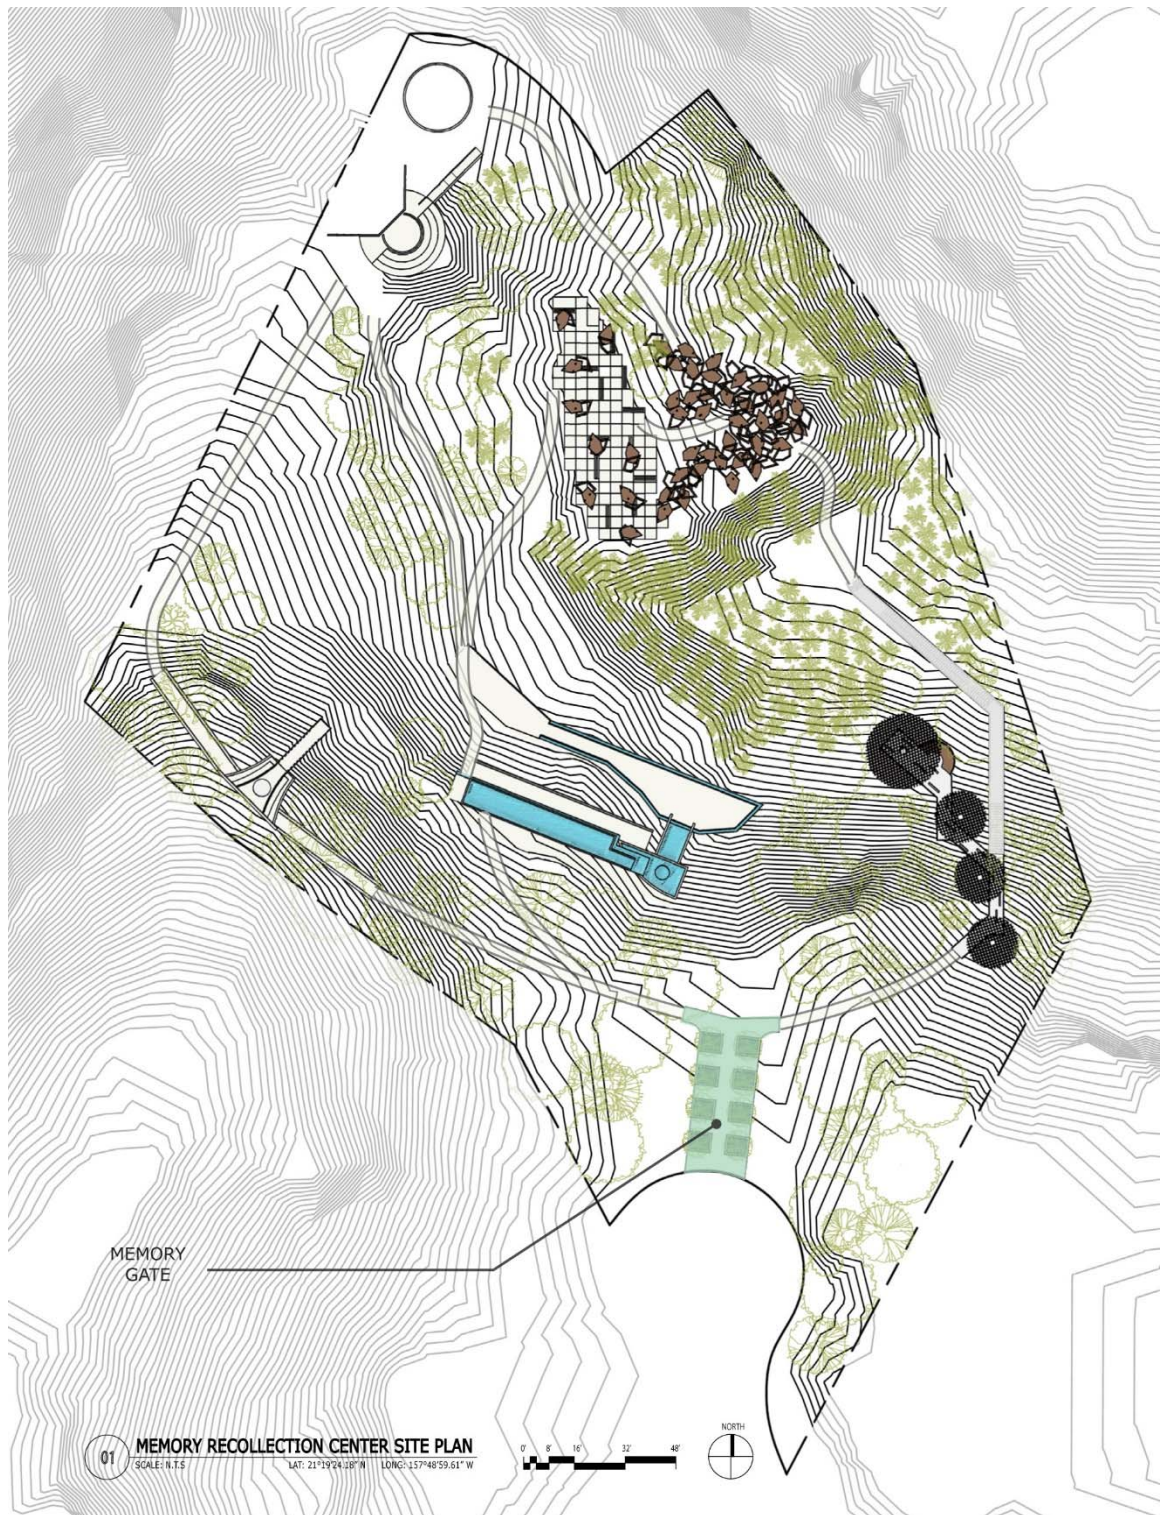 MEMORY
GATE
01
MEMORY RECOLLECTION CENTER SITE PLAN
SCALE: N.T.S LAT: 21°19'24.18" N LONG: 157°48'59.61" W
0' 8' 16' 32' 48'
NORTH